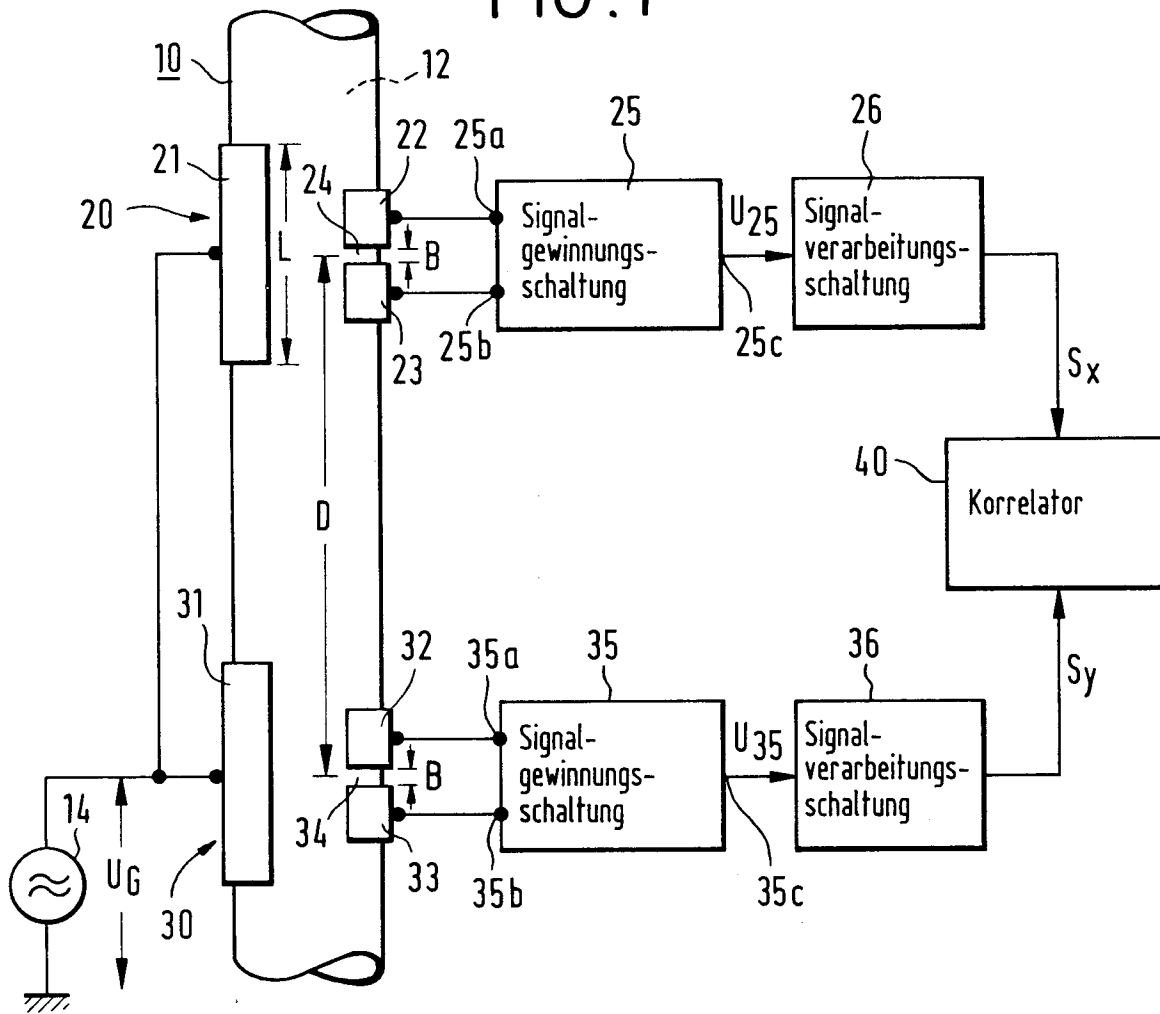 FIG.1
10
12
21
22
25a
25
26
20
24
L
B
Signal-
gewinnungs-
schaltung
U25
Signal-
verarbeitungs-
schaltung
23
25b
25c
Sx
D
40
Korrelator
31
32
35a
35
36
Sy
B
Signal-
gewinnungs-
schaltung
U35
Signal-
verarbeitungs-
schaltung
14
UG
34
33
30
35b
35c